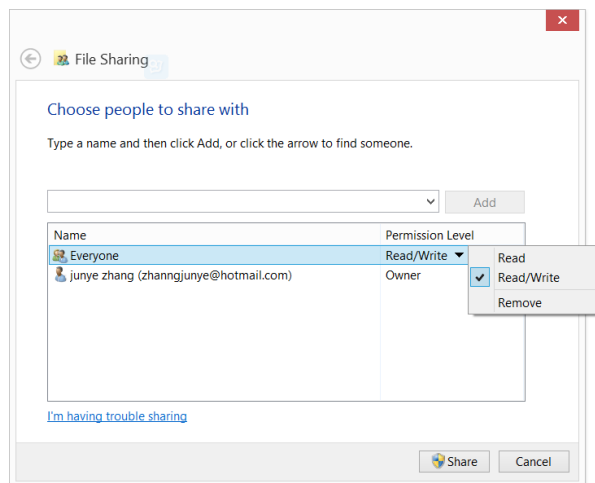 File Sharing
Choose people to share with
Type a name and then click Add, or click the arrow to find someone.
Add
Name Permission Level
Everyone Read/Write
junye zhang (zhanngjunye@hotmail.com) Owner
Read
Read/Write
Remove
I'm having trouble sharing
Share Cancel